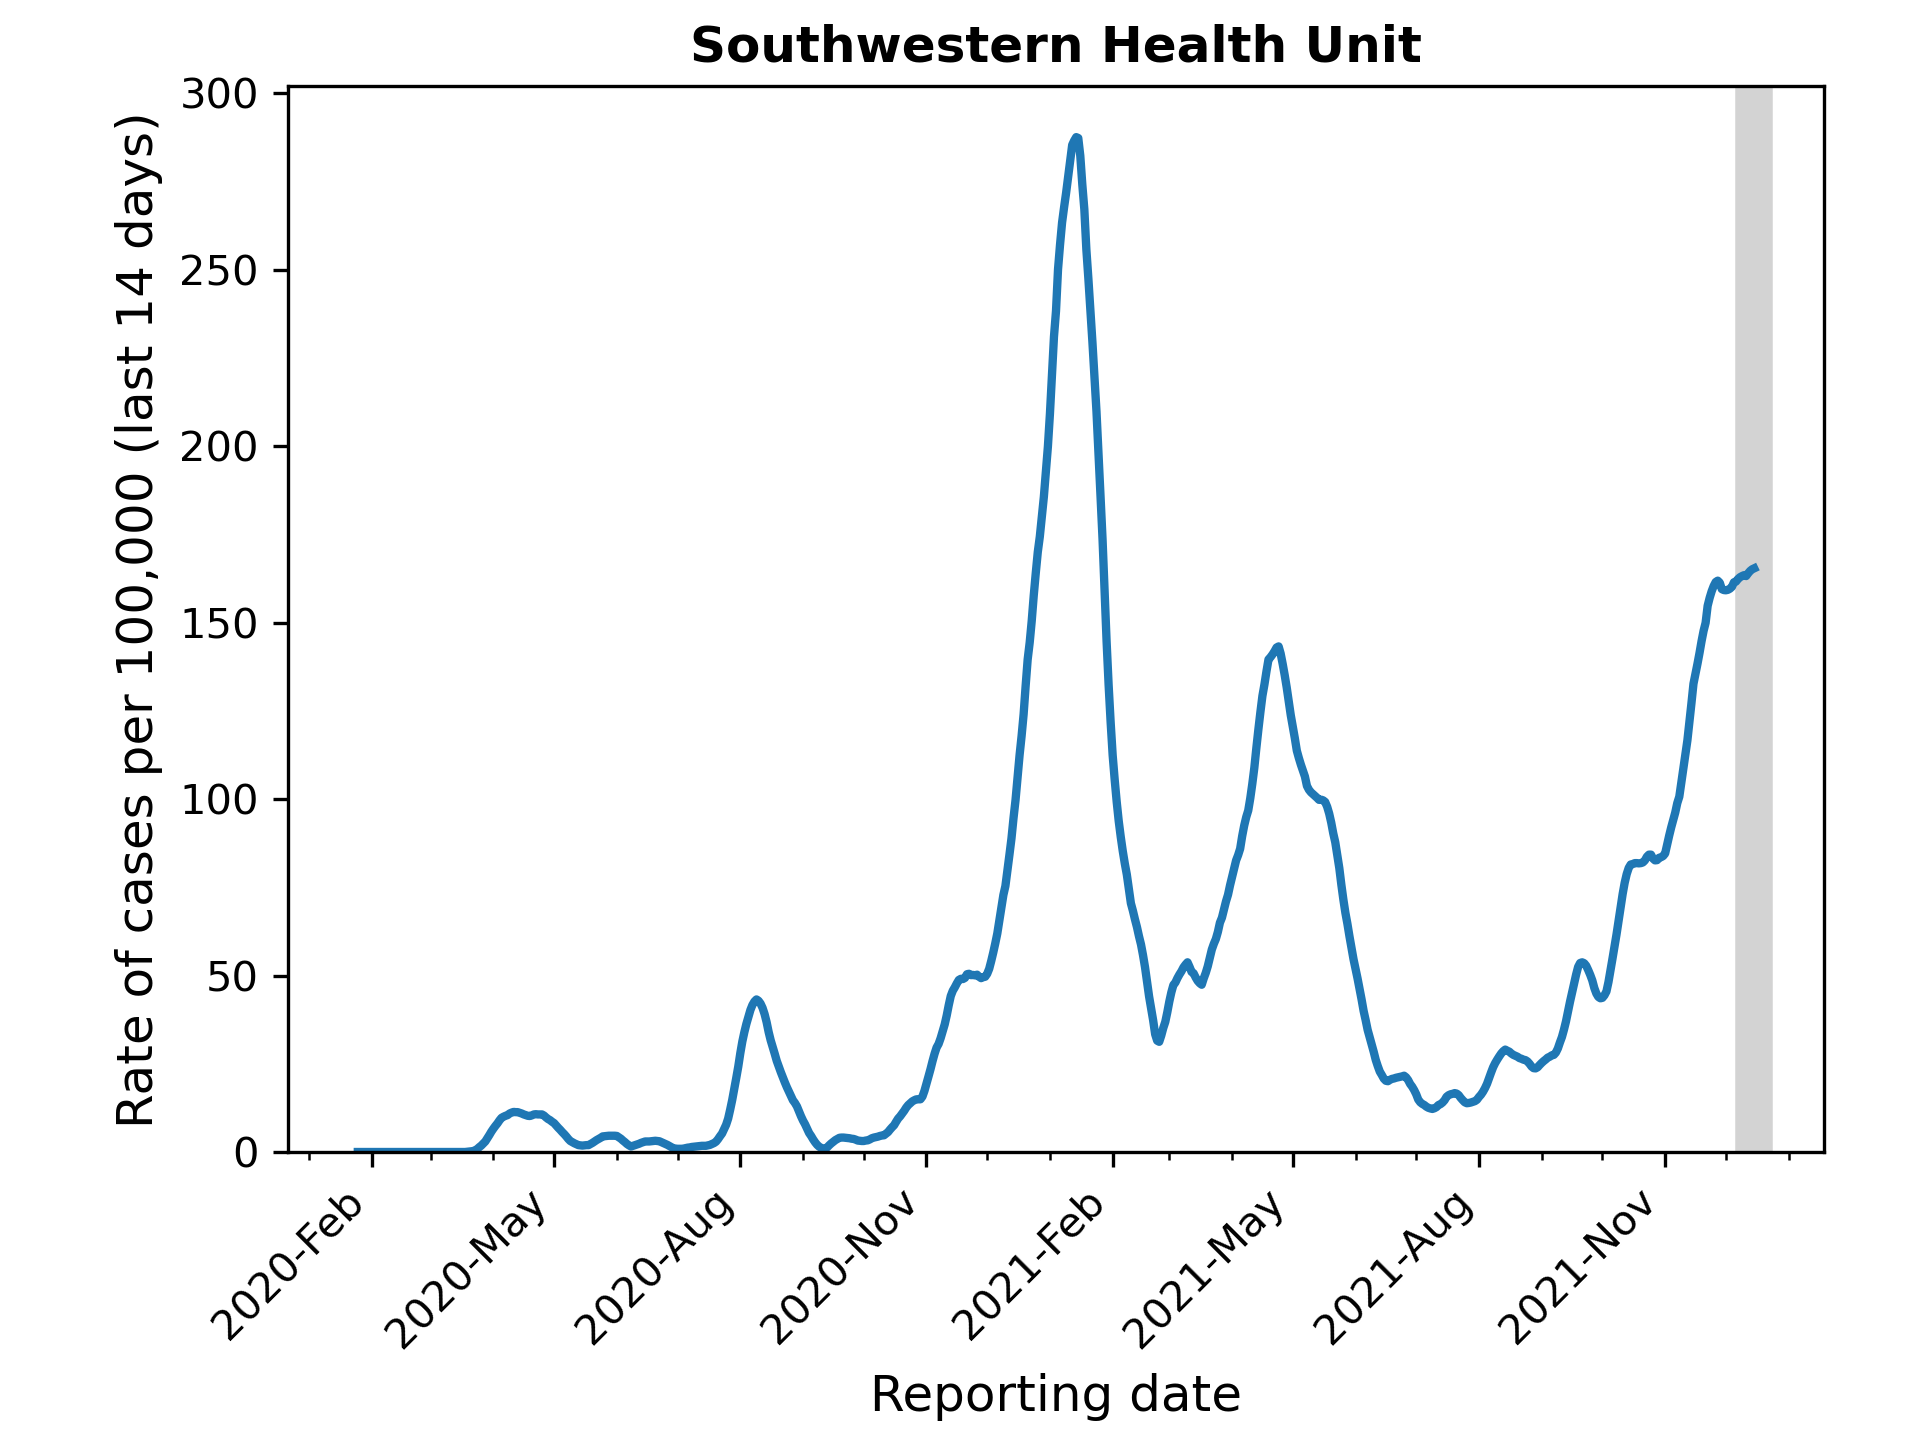 Southwestern Health Unit
Rate of cases per 100,000 (last 14 days)
300
250
200
150
100
50
0
2020-Feb
2020-May
2020-Aug
2020-Nov
2021-Feb
2021-May
2021-Aug
2021-Nov
Reporting date